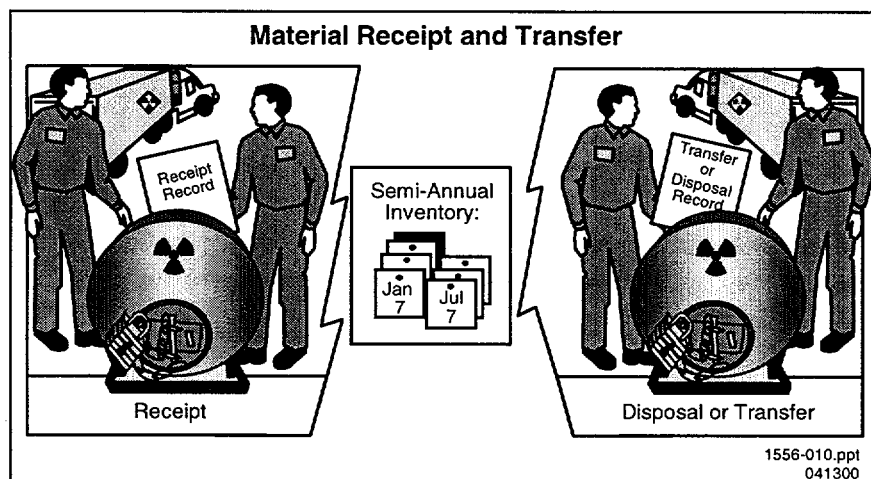 Material Receipt and Transfer
Receipt
Record
Receipt
Semi-Annual
Inventory:
Jan
7
Jul
7
Transfer
or
Disposal
Record
Disposal or Transfer
1556-010.ppt
041300